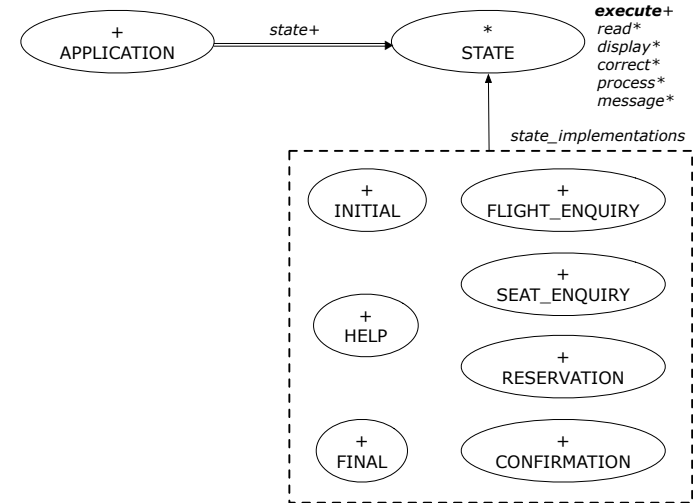 +
APPLICATION
state+
*
STATE
execute+
read*
display*
correct*
process*
message*
state_implementations
+
INITIAL
+
FLIGHT_ENQUIRY
+
SEAT_ENQUIRY
+
HELP
+
RESERVATION
+
FINAL
+
CONFIRMATION